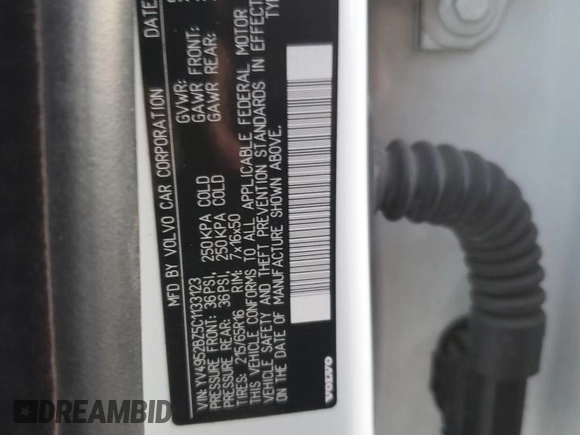 MFD BY VOLVO CAR CORPORATION DATE
VIN: YV4952BZ5C1133123
PRESSURE FRONT: 36PSI, 250KPA COLD GVWR:
PRESSURE REAR: 36PSI, 250KPA COLD GAWR FRONT:
TIRES: 215/65R16 RIM: 7x16x50 GAWR REAR:
THIS VEHICLE CONFORMS TO ALL APPLICABLE FEDERAL MOTOR
VEHICLE SAFETY AND THEFT PREVENTION STANDARDS IN EFFECT
DATE OF MANUFACTURE SHOWN ABOVE. TY
VOLVO
DREAMBID